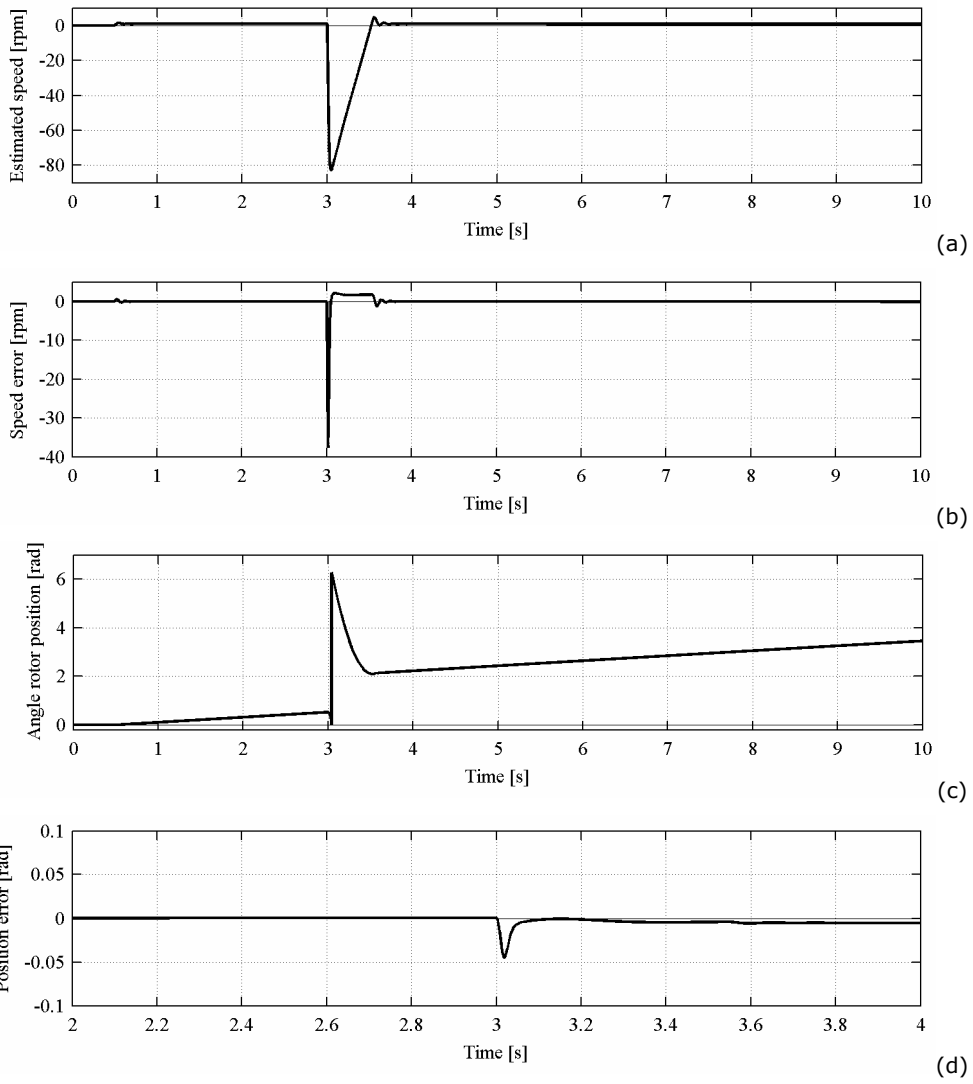 Estimated speed [rpm]
0
-20
-40
-60
-80
0 1 2 3 4 5 6 7 8 9 10
Time [s]
(a)
Speed error [rpm]
0
-10
-20
-30
-40
0 1 2 3 4 5 6 7 8 9 10
Time [s]
(b)
Angle rotor position [rad]
6
4
2
0
0 1 2 3 4 5 6 7 8 9 10
Time [s]
(c)
Position error [rad]
0.1
0.05
0
-0.05
-0.1
2 2.2 2.4 2.6 2.8 3 3.2 3.4 3.6 3.8 4
Time [s]
(d)